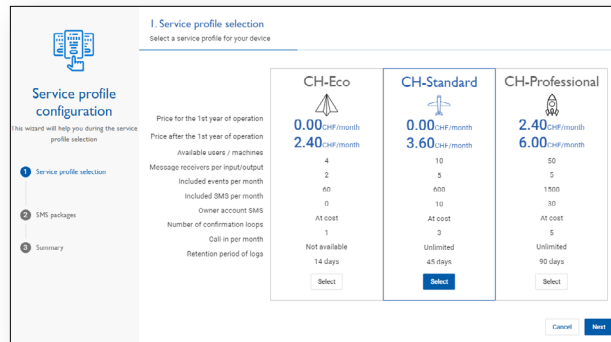 1. Service profile selection
Select a service profile for your device
Service profile
configuration
This wizard will help you during the service
profile selection
1 Service profile selection
2 SMS packages
3 Summary
CH-Eco CH-Standard CH-Professional
Price for the 1st year of operation 0.00CHF/month 0.00CHF/month 2.40CHF/month
Price after the 1st year of operation 2.40CHF/month 3.60CHF/month 6.00CHF/month
Available users / machines 4 10 50
Message receivers per input/output 2 5 5
Included events per month 60 600 1500
Included SMS per month 0 10 30
Owner account SMS At cost At cost At cost
Number of confirmation loops 1 3 5
Call in per month Not available Unlimited Unlimited
Retention period of logs 14 days 45 days 90 days
Select Select Select
Cancel Next